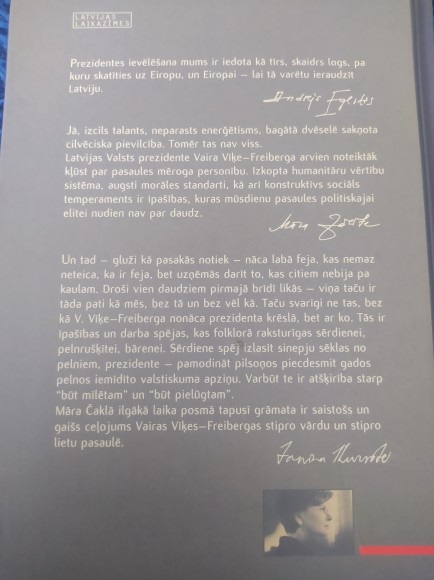 LATVIJAS
LAIKAZĪMES
Prezidentes ievēlēšana mums ir iedota kā tīrs, skaidrs logs, pa
kuru skatīties uz Eiropu, un Eiropai – lai tā varētu ieraudzīt
Latviju.
Jā, izcils talants, neparasts enerģētisms, bagātā dvēselē sakņota
cilvēciska pievilcība. Tomēr tas nav viss.
Latvijas Valsts prezidente Vaira Vīķe–Freiberga arvien noteiktāk
kļūst par pasaules mēroga personību. Izkopta humanitāru vērtību
sistēma, augsti morāles standarti, kā arī konstruktīvs sociāls
temperaments ir īpašības, kuras mūsdienu pasaules politiskajai
elitei nudien nav par daudz.
Un tad – gluži kā pasakās notiek – nāca labā feja, kas nemaz
neteica, ka ir feja, bet uzņēmās darīt to, kas citiem nebija pa
kaulam. Droši vien daudziem pirmajā brīdī likās – viņa taču ir
tāda pati kā mēs, bez tā un bez vēl kā. Taču svarīgi ne tas, bez
kā V. Vīķe–Freiberga nonāca prezidenta krēslā, bet ar ko. Tās ir
īpašības un darba spējas, kas folklorā raksturīgas sērdienei,
pelnrušķītei, bārenei. Sērdiene spēj izlasīt sinepju sēklas no
pelniem, prezidente – pamodināt pilsoņos piecdesmit gados
pelnos iemīdīto valstiskuma apziņu. Varbūt te ir atšķirība starp
"būt mīlētam" un "būt pielūgtam".
Māra Čaklā ilgākā laika posmā tapusī grāmata ir saistošs un
gaišs ceļojums Vairas Vīķes–Freibergas stipro vārdu un stipro
lietu pasaulē.